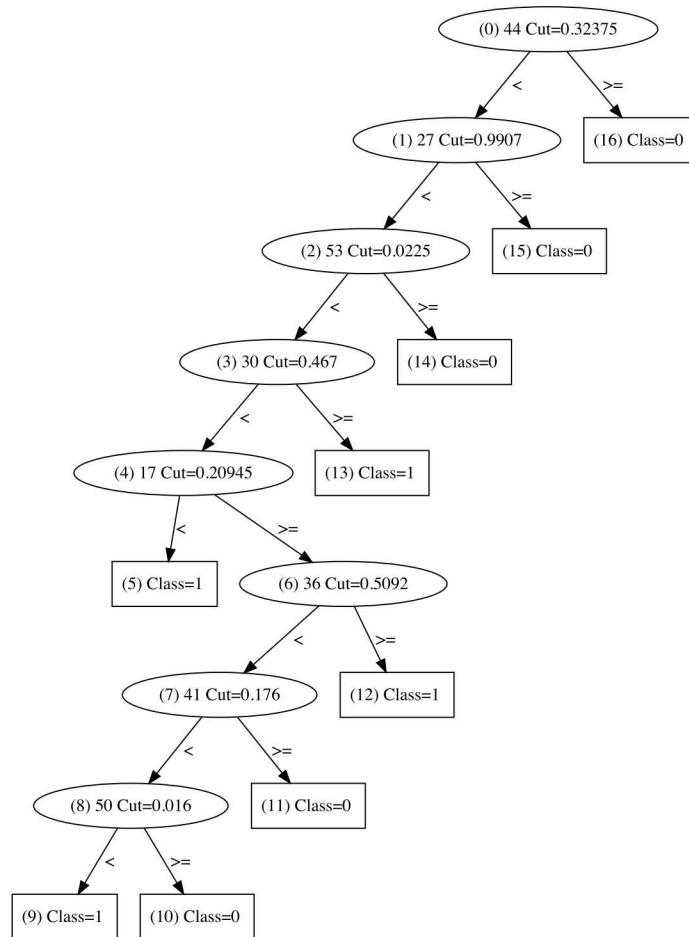 (0) 44 Cut=0.32375
<
>=
(1) 27 Cut=0.9907
(16) Class=0
<
>=
(2) 53 Cut=0.0225
(15) Class=0
<
>=
(3) 30 Cut=0.467
(14) Class=0
<
>=
(4) 17 Cut=0.20945
(13) Class=1
<
>=
(5) Class=1
(6) 36 Cut=0.5092
<
>=
(7) 41 Cut=0.176
(12) Class=1
<
>=
(8) 50 Cut=0.016
(11) Class=0
<
>=
(9) Class=1
(10) Class=0